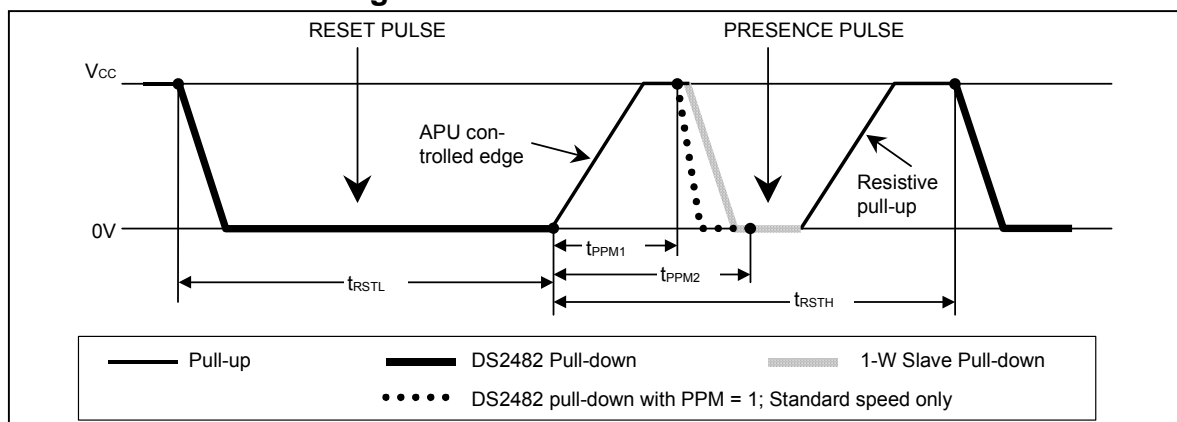 RESET PULSE
PRESENCE PULSE
VCC
APU con-
trolled edge
Resistive
pull-up
0V
tPPM1
tPPM2
tRSTL
tRSTH
Pull-up
DS2482 Pull-down
1-W Slave Pull-down
DS2482 pull-down with PPM = 1; Standard speed only